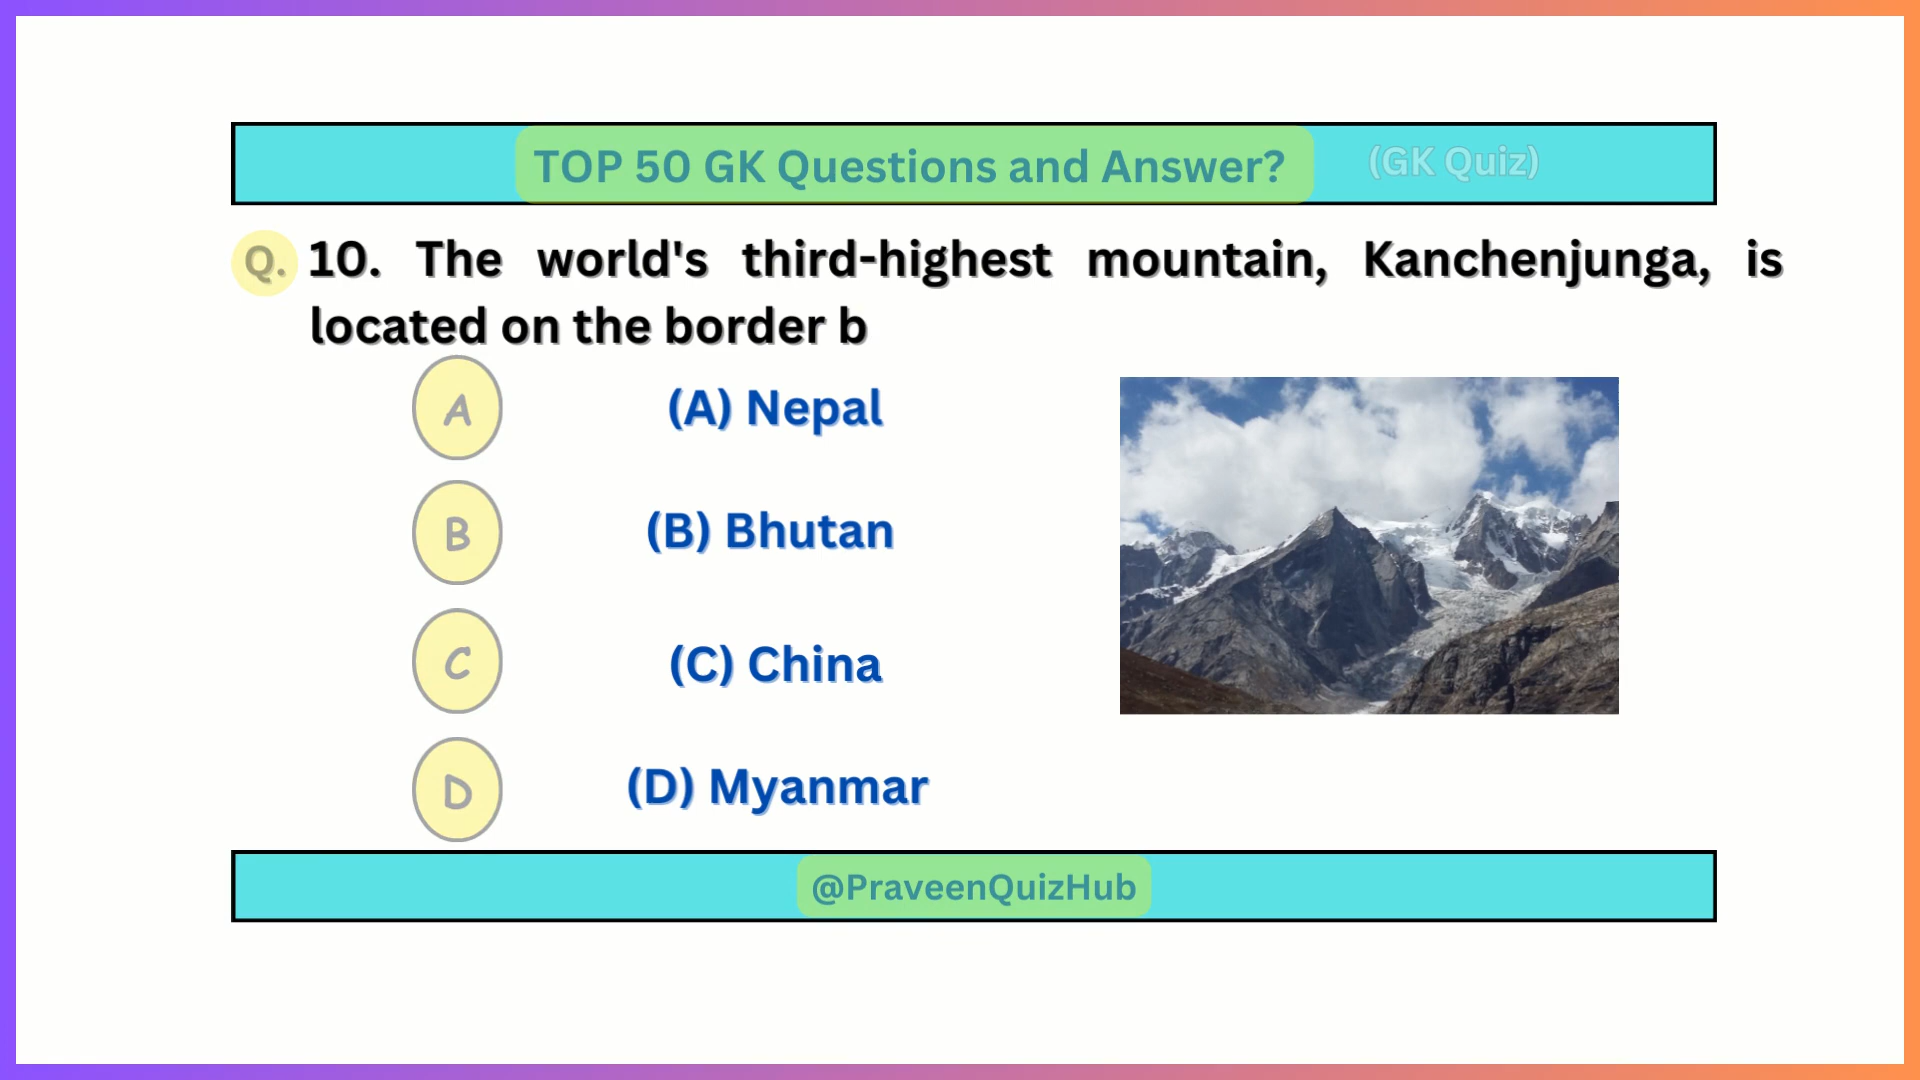 TOP 50 GK Questions and Answer? (GK Quiz)
Q. 10. The world's third-highest mountain, Kanchenjunga, is
located on the border b
A (A) Nepal
B (B) Bhutan
C (C) China
D (D) Myanmar
@PraveenQuizHub